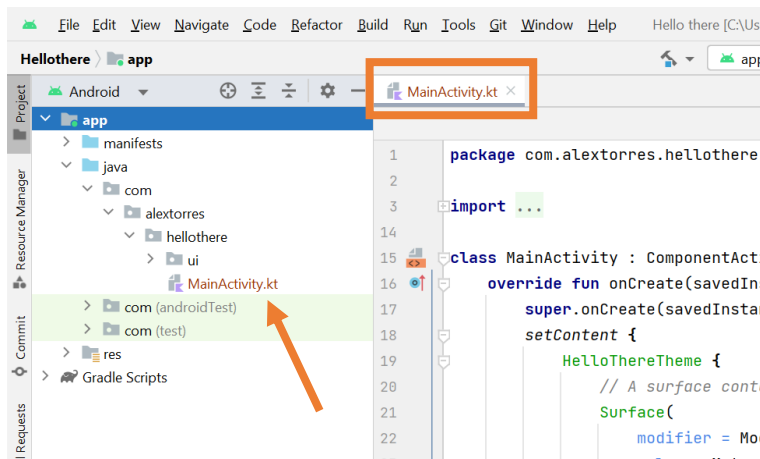 File Edit View Navigate Code Refactor Build Run Tools Git Window Help Hello there [C:\Us
Hellothere app app
Project
Resource Manager
Commit
Requests
Android
app
manifests
java
com
alextorres
hellothere
ui
MainActivity.kt
com (androidTest)
com (test)
res
Gradle Scripts
MainActivity.kt
1 package com.alextorres.hellothere
2
3 import ...
14
15 class MainActivity : ComponentActi
16 override fun onCreate(savedIns
17 super.onCreate(savedInstan
18 setContent {
19 HelloThereTheme {
20 // A surface conta
21 Surface(
22 modifier = Mod